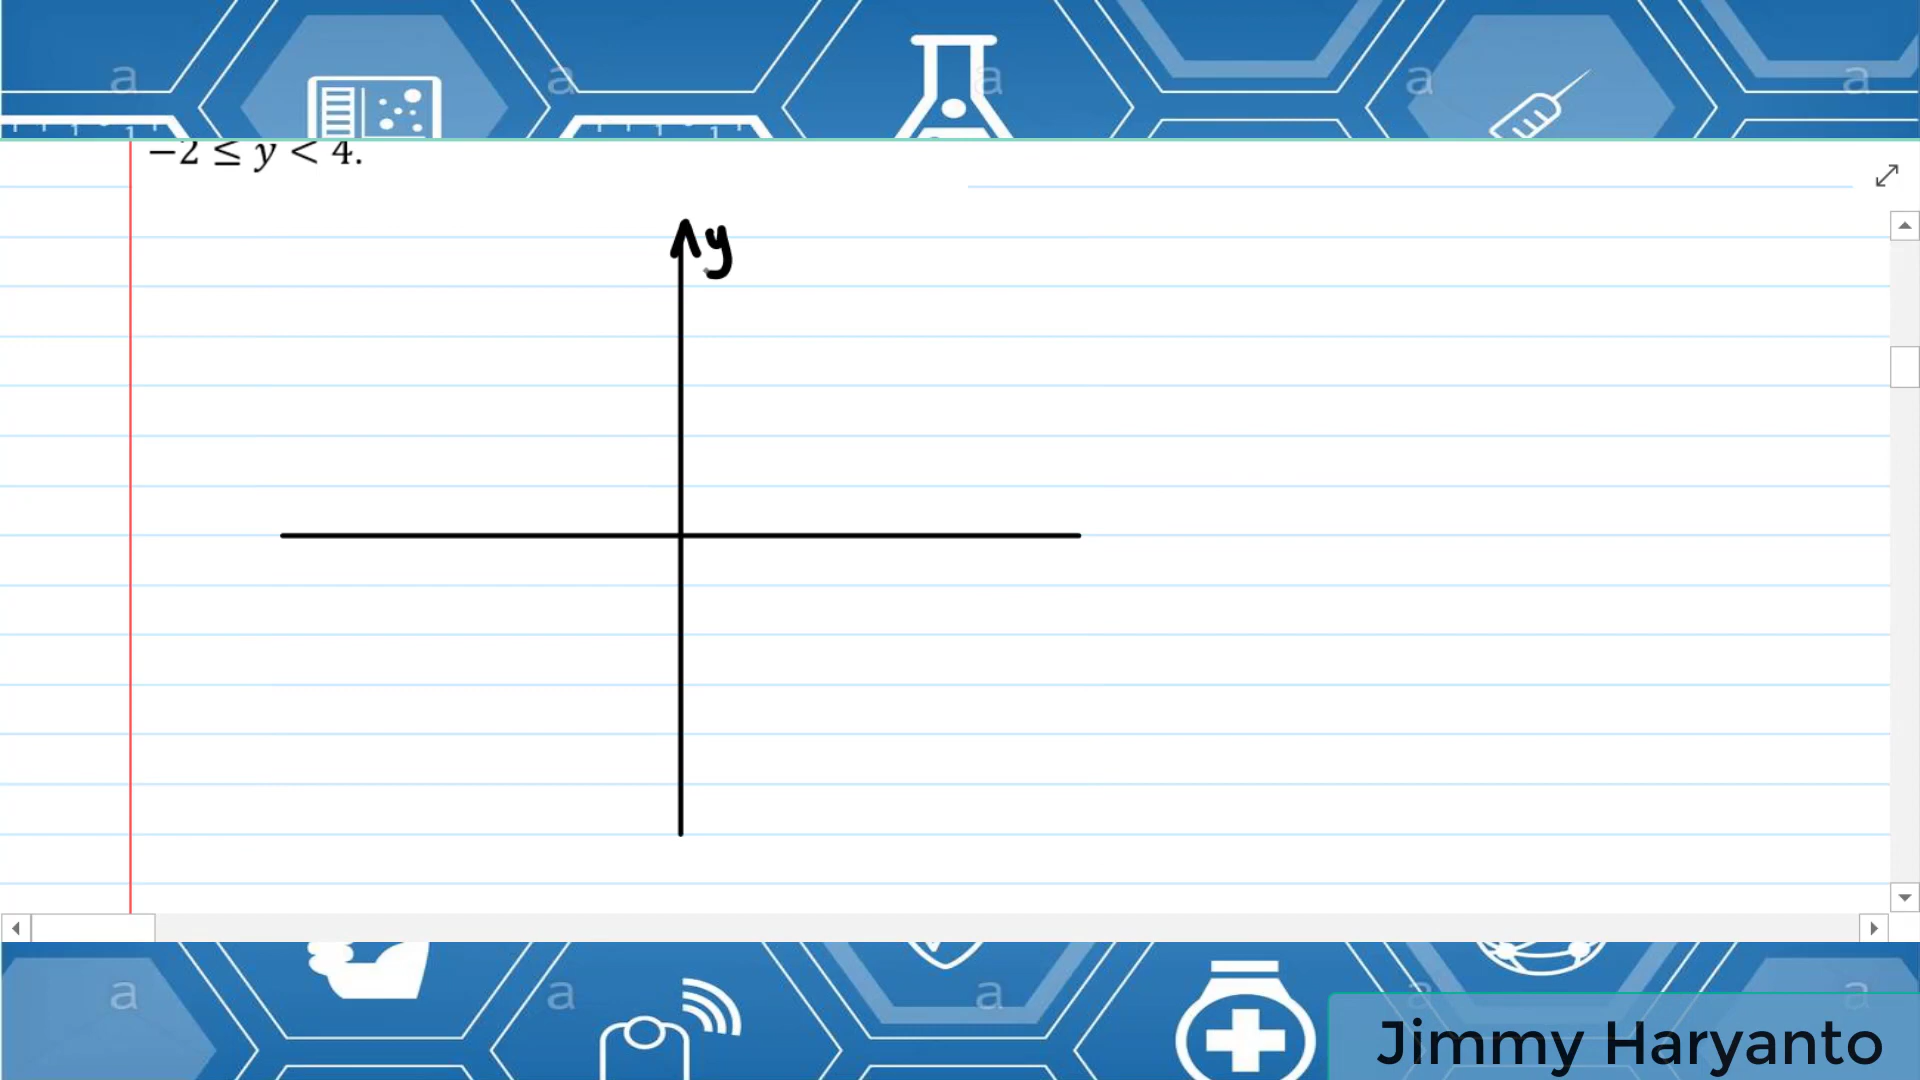 −2 ≤ y < 4.
y
a a a a
a a a a a
Jimmy Haryanto